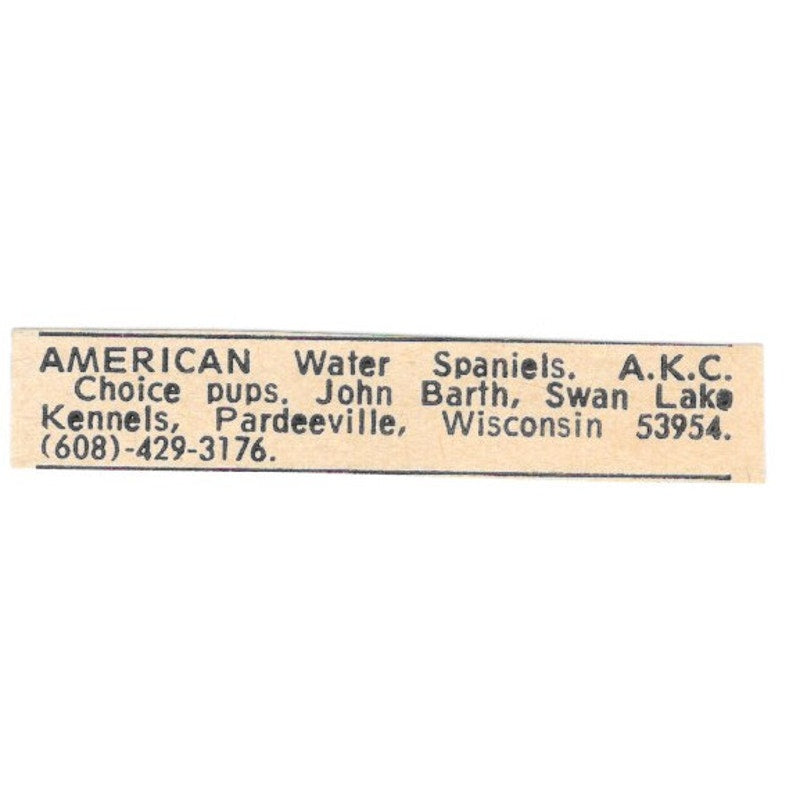 AMERICAN Water Spaniels. A.K.C.
Choice pups. John Barth, Swan Lake
Kennels, Pardeeville, Wisconsin 53954.
(608)-429-3176.